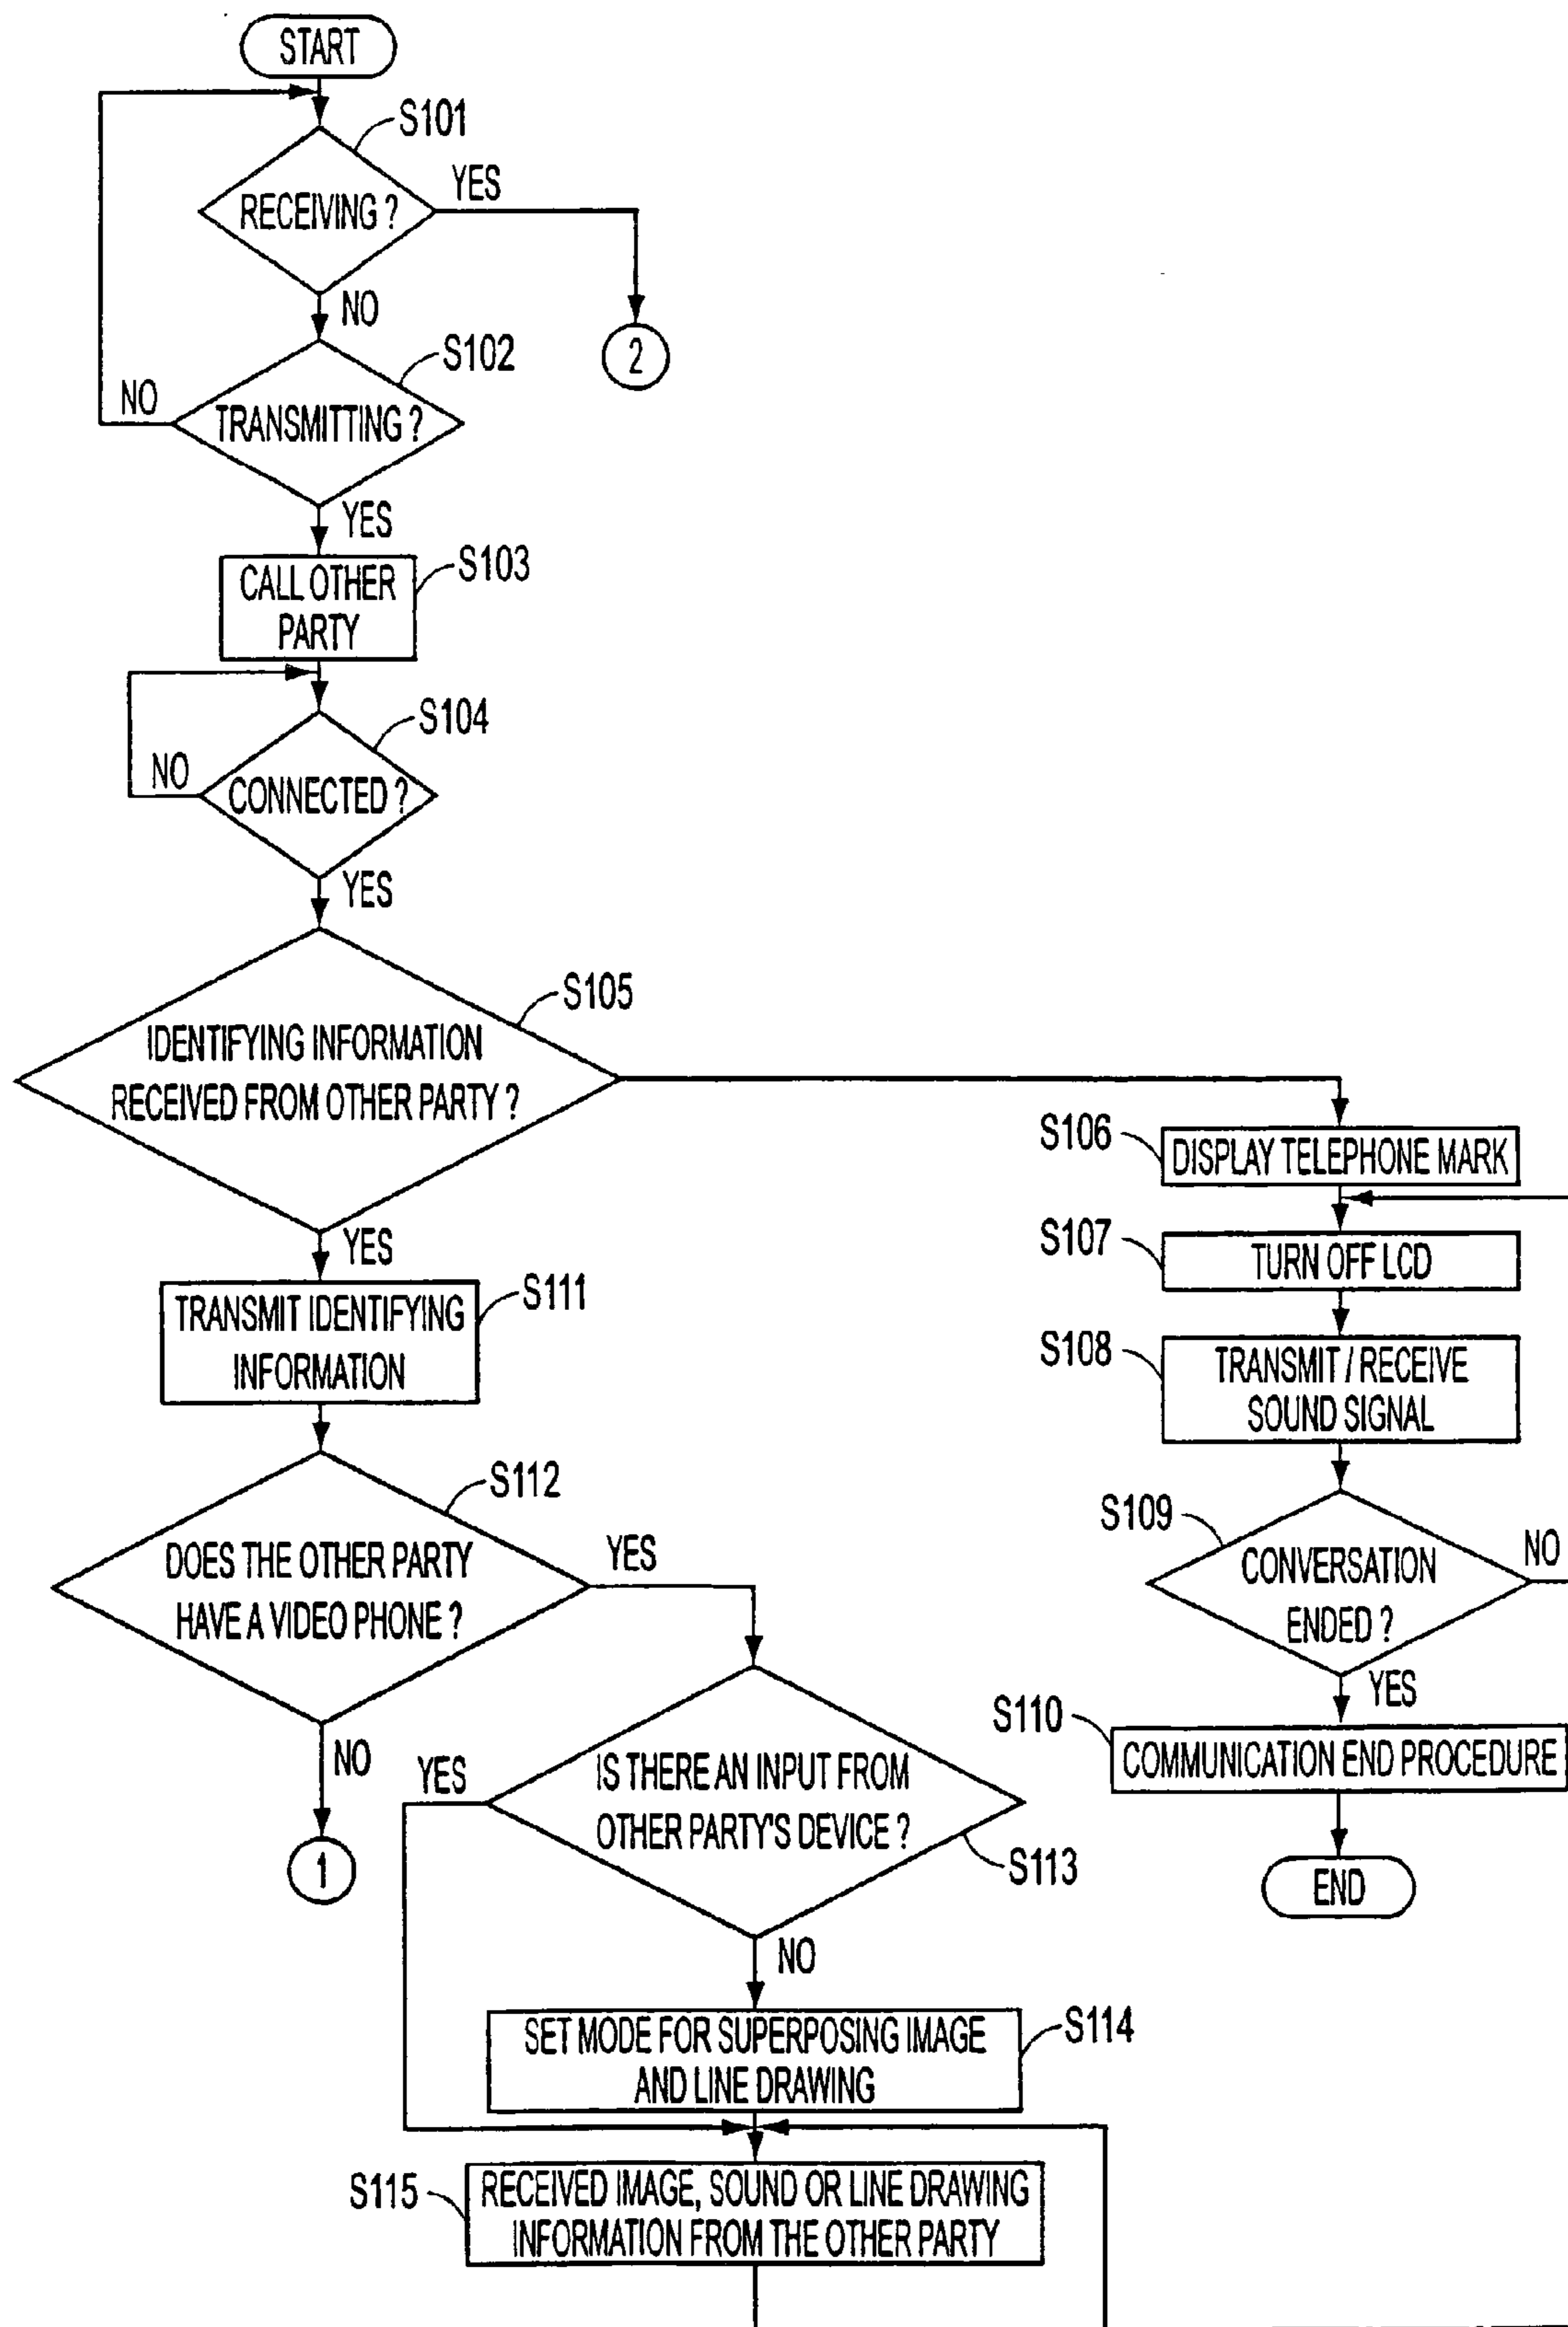 START
S101
RECEIVING ?
YES
NO
2
S102
TRANSMITTING ?
NO
YES
S103
CALL OTHER
PARTY
S104
CONNECTED ?
NO
YES
S105
IDENTIFYING INFORMATION
RECEIVED FROM OTHER PARTY ?
YES
S106
DISPLAY TELEPHONE MARK
S107
TURN OFF LCD
S108
TRANSMIT / RECEIVE
SOUND SIGNAL
S109
CONVERSATION
ENDED ?
NO
YES
S110
COMMUNICATION END PROCEDURE
END
S111
TRANSMIT IDENTIFYING
INFORMATION
S112
DOES THE OTHER PARTY
HAVE A VIDEO PHONE ?
YES
NO
1
IS THERE AN INPUT FROM
OTHER PARTY'S DEVICE ?
YES
S113
NO
S114
SET MODE FOR SUPERPOSING IMAGE
AND LINE DRAWING
S115
RECEIVED IMAGE, SOUND OR LINE DRAWING
INFORMATION FROM THE OTHER PARTY